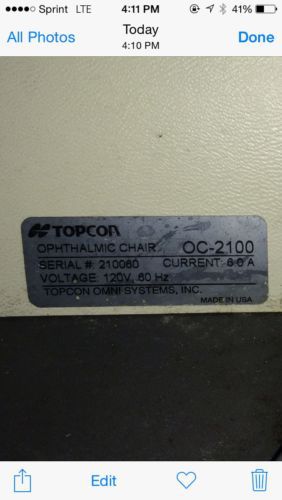 Sprint LTE 4:11 PM 41%
All Photos Today Done
4:10 PM
TOPCON
OPHTHALMIC CHAIR OC-2100
SERIAL #: 210060 CURRENT: 6.0 A
VOLTAGE: 120V, 60 Hz
TOPCON OMNI SYSTEMS, INC.
MADE IN USA
Edit